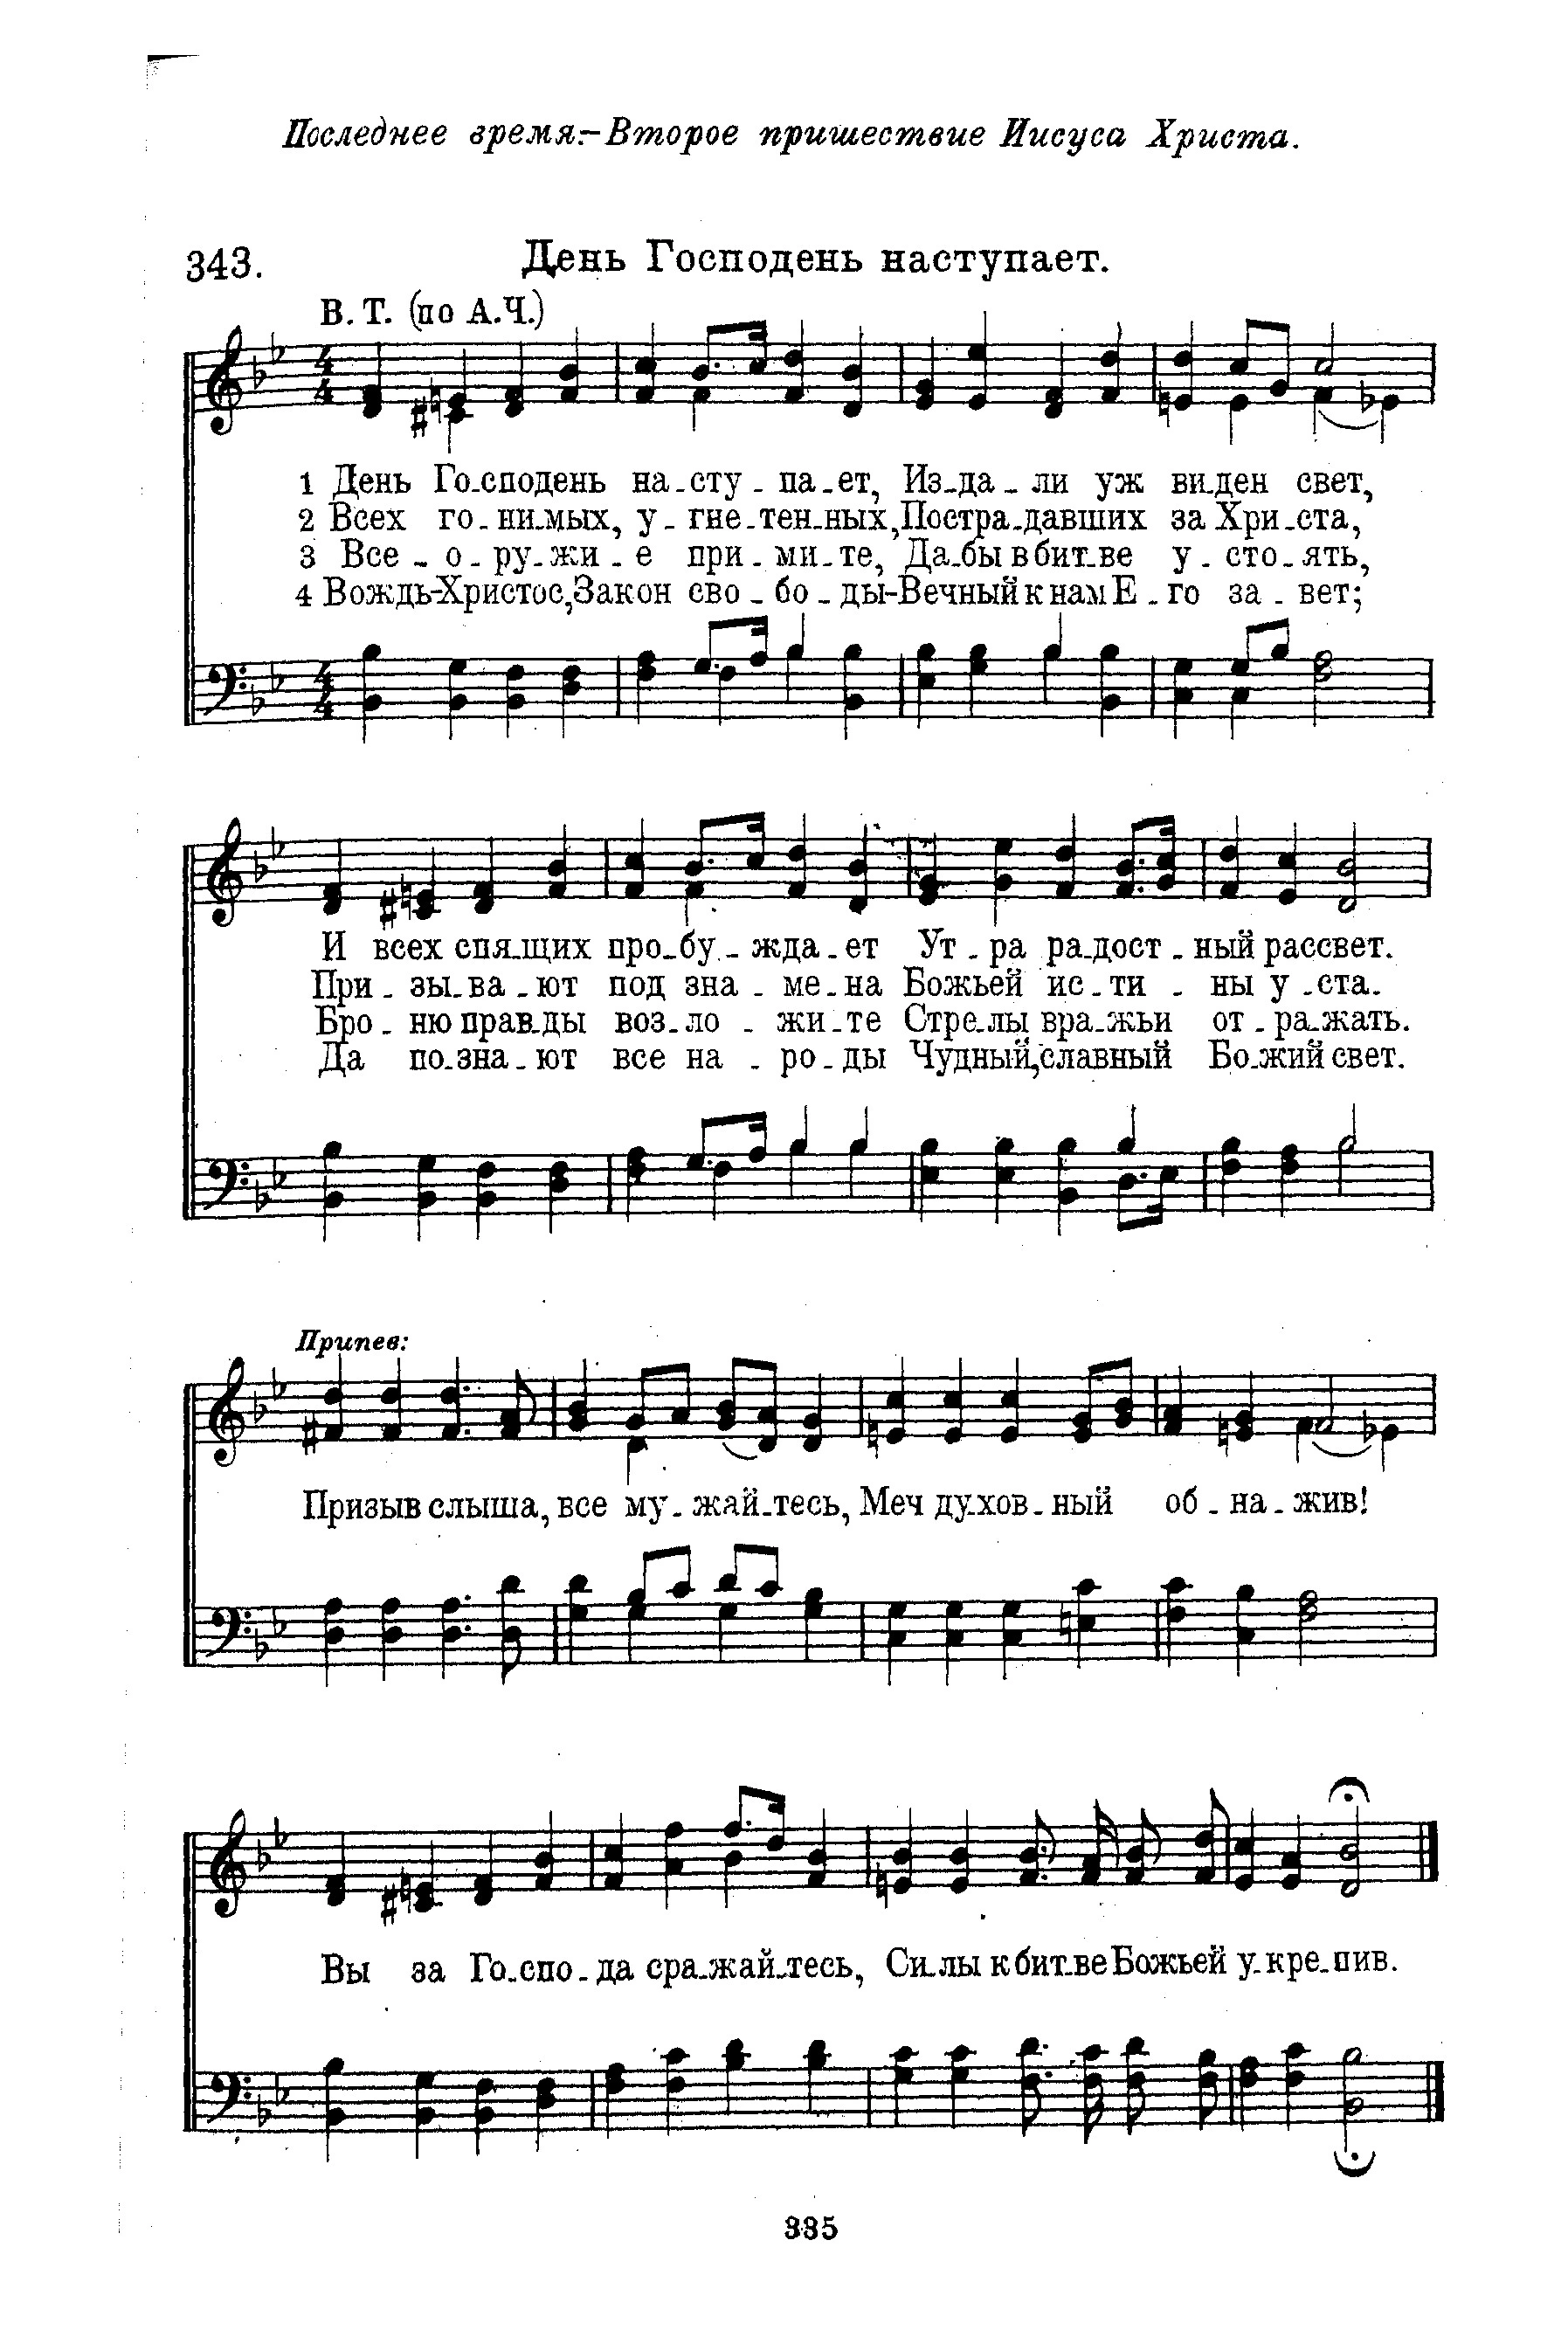 Последнее время:-Второе пришествие Иисуса Христа.
343. День Господень наступает.
В. Т. (по А.Ч.)
1 День Го-сподень на-сту-па-ет, Из-да-ли уж ви-ден свет,
2 Всех го-ни-мых, у-гне-тен-ных, Постра-давших за Хри-ста,
3 Все-о-ру-жи-е при-ми-те, Да-бы в бит-ве у-сто-ять,
4 Вождь-Христос, Закон сво-бо-ды-Вечный к нам Е-го за-вет;
И всех спя-щих про-бу-жда-ет Ут-ра ра-дост-ный рассвет.
При-зы-ва-ют под зна-ме-на Божьей ис-ти-ны у-ста.
Бро-ню прав-ды воз-ло-жи-те Стре-лы вра-жьи от-ра-жать.
Да по-зна-ют все на-ро-ды Чудный, славный Бо-жий свет.
Припев:
Призыв слыша, все му-жай-тесь, Меч ду-хов-ный об-на-жив!
Вы за Го-спо-да сра-жай-тесь, Си-лы к бит-ве Божьей у-кре-пив.
335